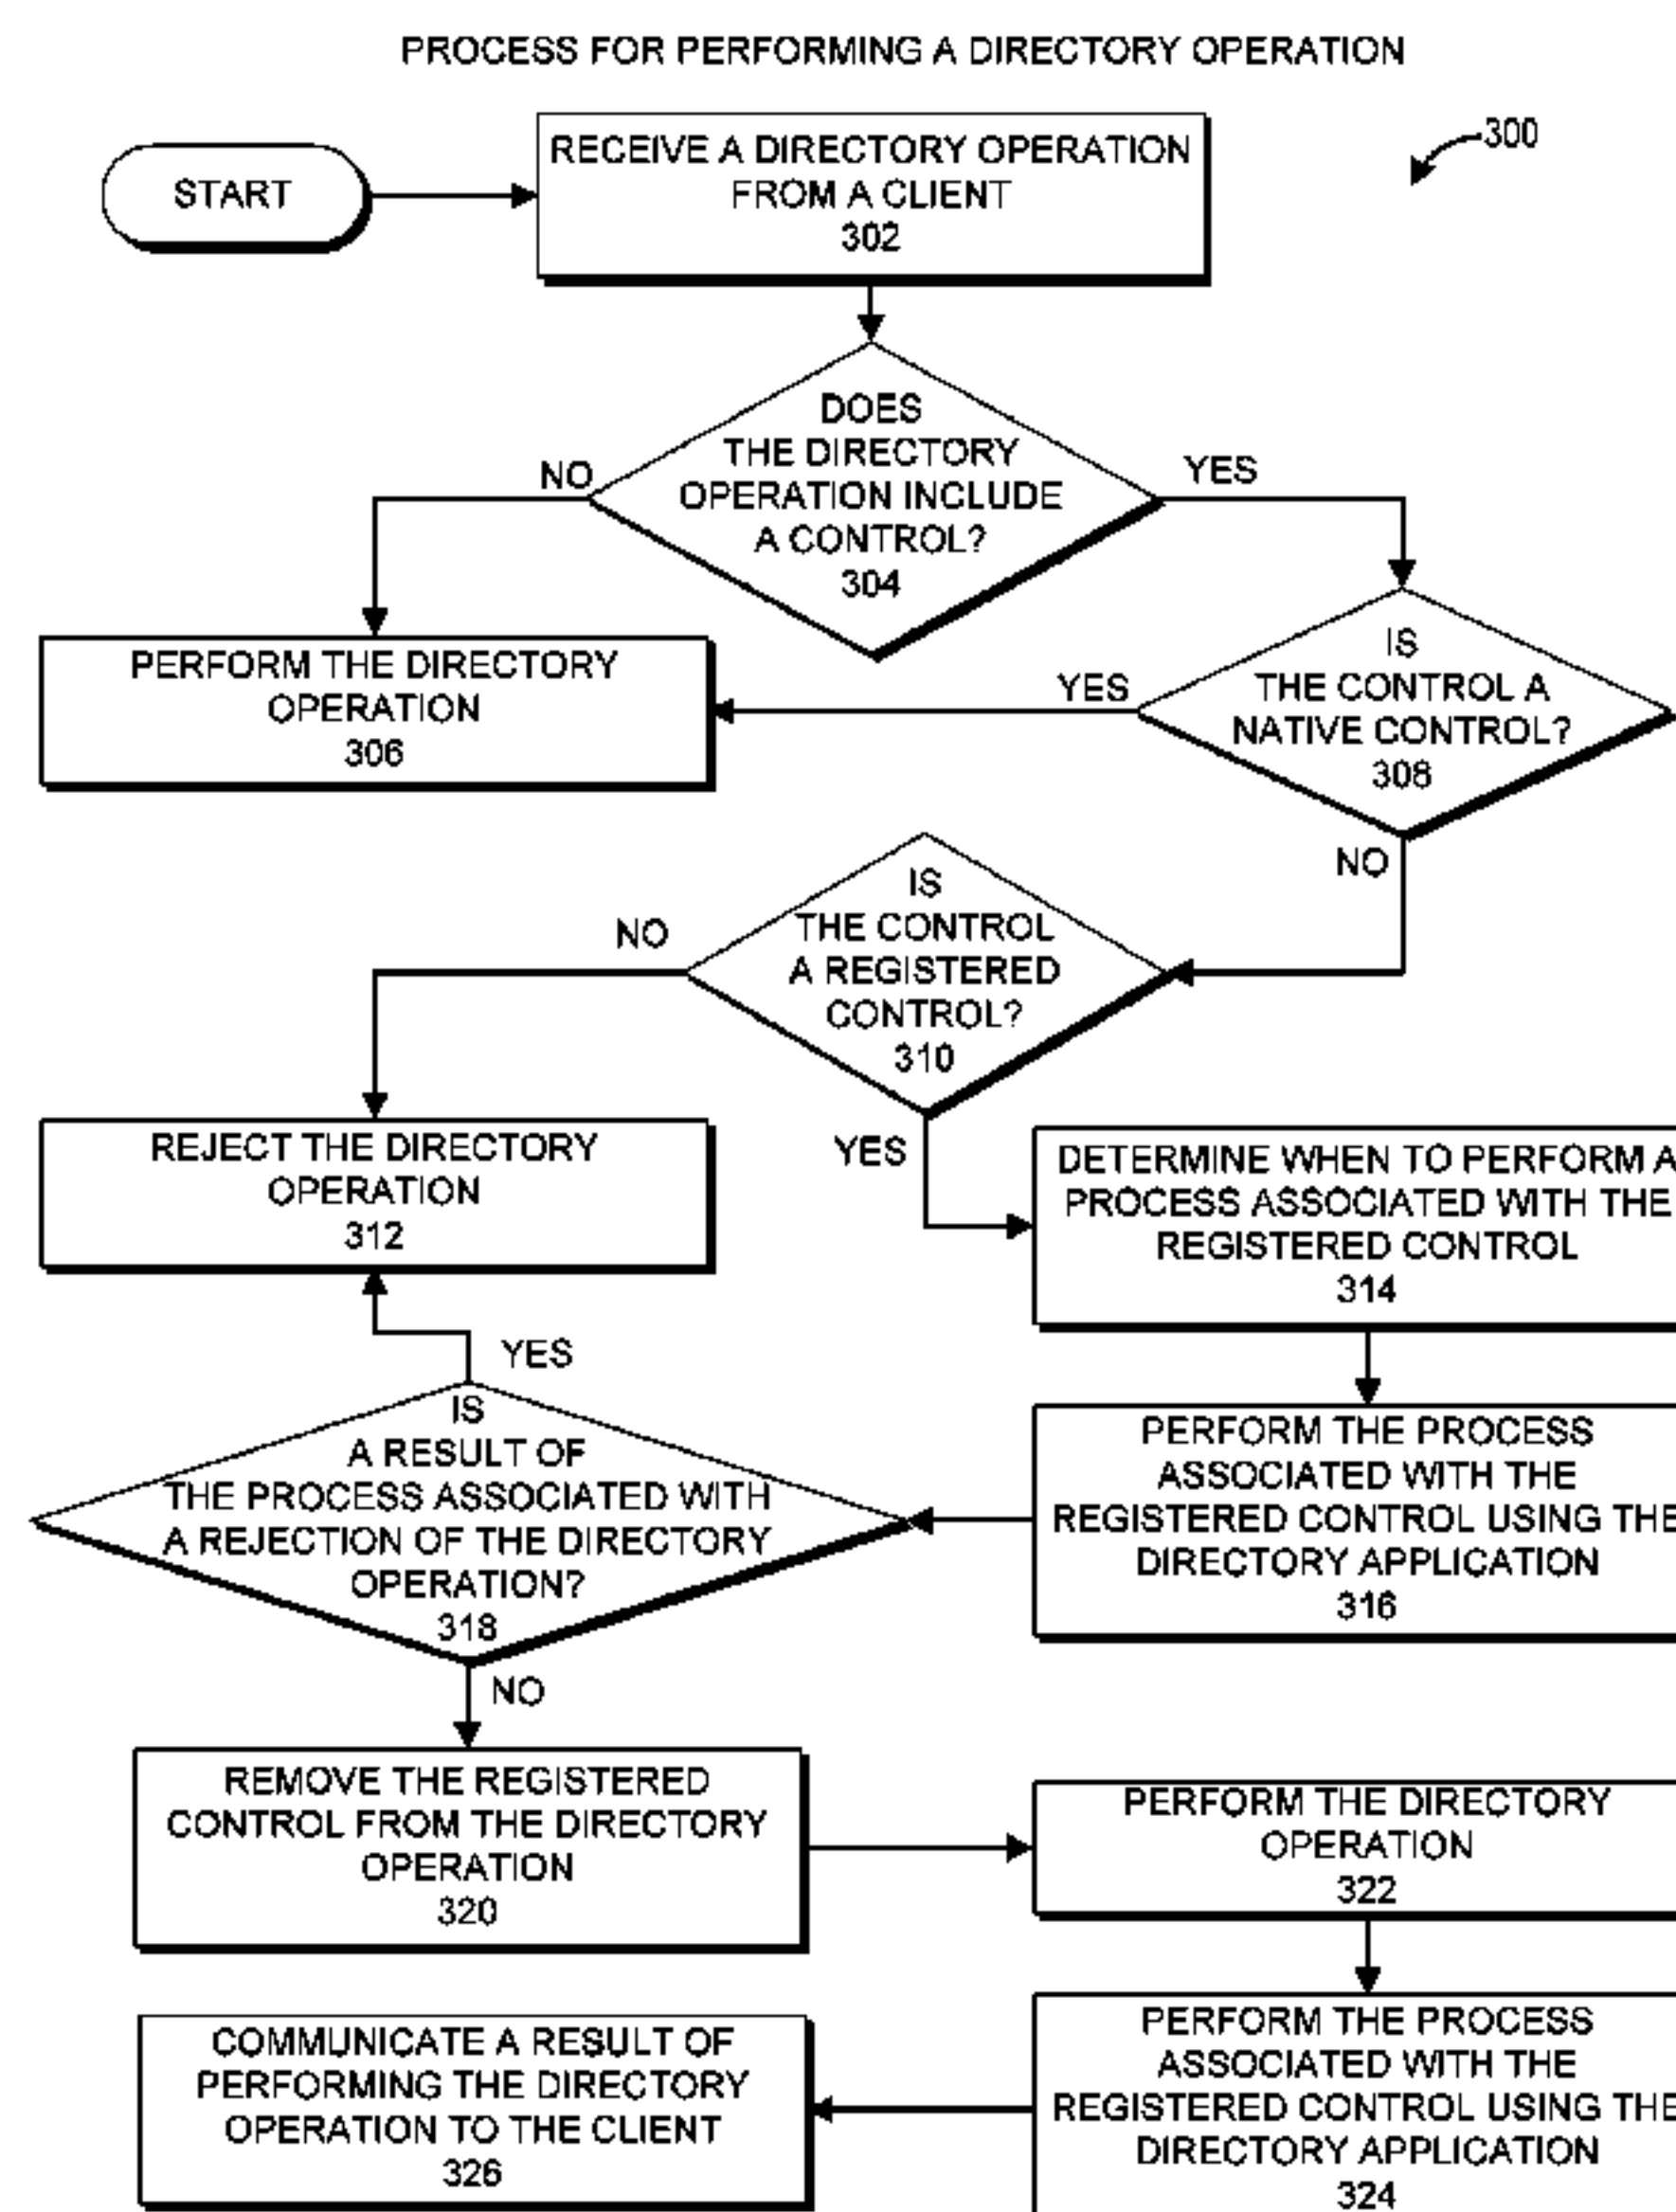 PROCESS FOR PERFORMING A DIRECTORY OPERATION
300
START
RECEIVE A DIRECTORY OPERATION
FROM A CLIENT
302
DOES
THE DIRECTORY
OPERATION INCLUDE
A CONTROL?
304
NO
YES
PERFORM THE DIRECTORY
OPERATION
306
YES
IS
THE CONTROL A
NATIVE CONTROL?
308
NO
IS
THE CONTROL
A REGISTERED
CONTROL?
310
NO
YES
REJECT THE DIRECTORY
OPERATION
312
DETERMINE WHEN TO PERFORM A
PROCESS ASSOCIATED WITH THE
REGISTERED CONTROL
314
YES
IS
A RESULT OF
THE PROCESS ASSOCIATED WITH
A REJECTION OF THE DIRECTORY
OPERATION?
318
PERFORM THE PROCESS
ASSOCIATED WITH THE
REGISTERED CONTROL USING THE
DIRECTORY APPLICATION
316
NO
REMOVE THE REGISTERED
CONTROL FROM THE DIRECTORY
OPERATION
320
PERFORM THE DIRECTORY
OPERATION
322
COMMUNICATE A RESULT OF
PERFORMING THE DIRECTORY
OPERATION TO THE CLIENT
326
PERFORM THE PROCESS
ASSOCIATED WITH THE
REGISTERED CONTROL USING THE
DIRECTORY APPLICATION
324